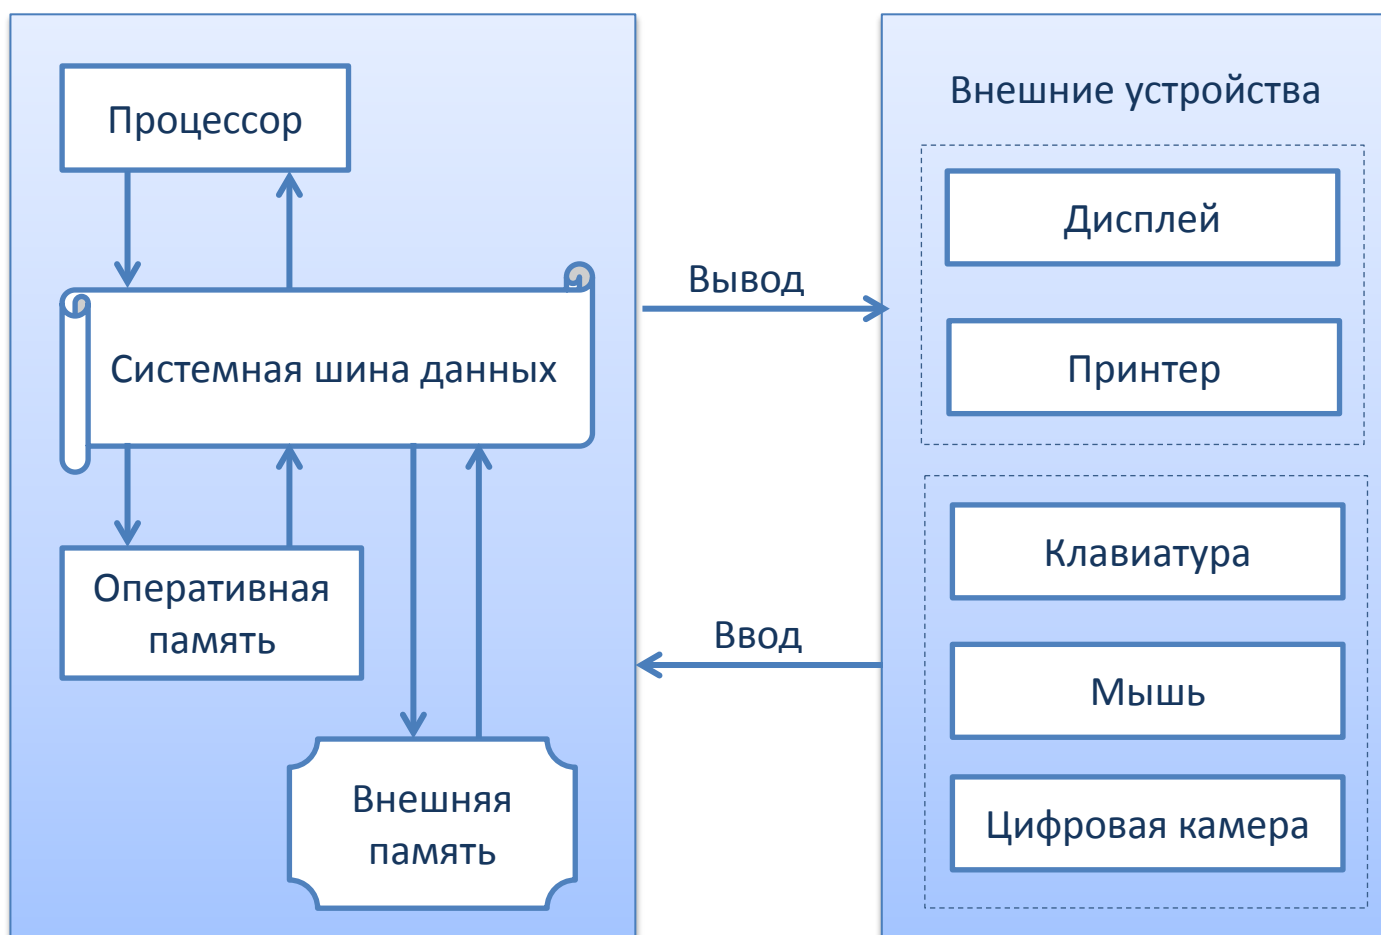 Процессор
Системная шина данных
Оперативная
память
Внешняя
память
Вывод
Ввод
Внешние устройства
Дисплей
Принтер
Клавиатура
Мышь
Цифровая камера